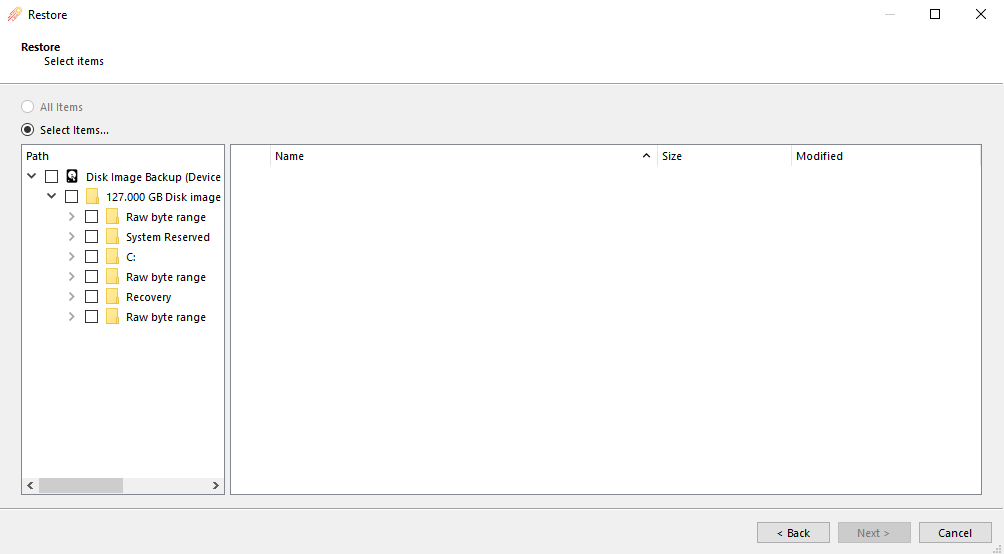 Restore
Restore
Select items
All Items
Select Items...
Path
Name
Size
Modified
Disk Image Backup (Device
127.000 GB Disk image
Raw byte range
System Reserved
C:
Raw byte range
Recovery
Raw byte range
< Back
Next >
Cancel